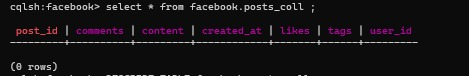 cqlsh:facebook> select * from facebook.posts_coll ;
post_id | comments | content | created_at | likes | tags | user_id
---------+----------+---------+------------+-------+------+---------
(0 rows)